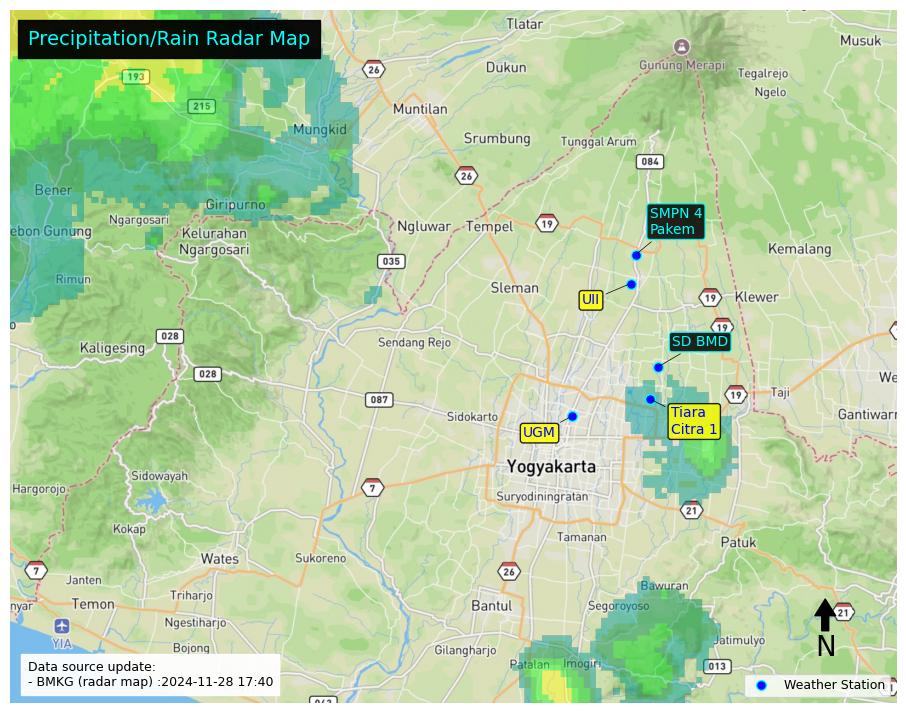 Precipitation/Rain Radar Map
Tlatar
Musuk
193
26
Dukun
Gunung Merapi
Tegalrejo
Ngelo
215
Muntilan
Mungkid
Srumbung
Tunggal Arum
084
26
Bener
Giripurno
SMPN 4
Pakem
Ngargosari
Ngluwar
Tempel
19
ebon Gunung
Kelurahan
Ngargosari
Kemalang
035
Rimun
Sleman
UII
19
Klewer
19
028
Kaligesing
Sendang Rejo
SD BMD
028
087
19
Taji
We
Sidokarto
Tiara
Citra 1
Gantiwarn
UGM
Yogyakarta
Sidowayah
Hargorojo
7
Suryodiningratan
21
Kokap
Tamanan
Patuk
Wates
Sukoreno
7
26
Janten
Bawuran
Triharjo
nyar
Temon
Bantul
Segoroyoso
21
Ngestiharjo
YIA
Jatimulyo
N
Bojong
Gilangharjo
Patalan
Imogiri
013
Data source update:
- BMKG (radar map) :2024-11-28 17:40
Weather Station